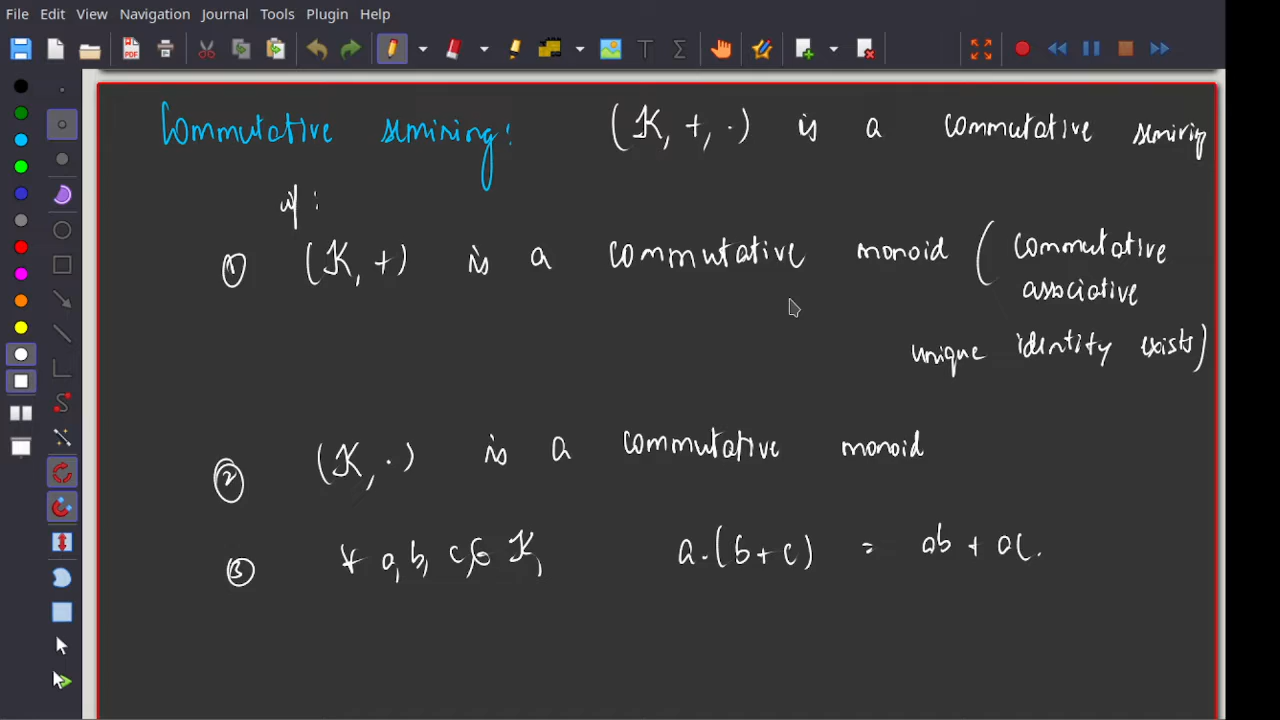 File Edit View Navigation Journal Tools Plugin Help
Commutative semiring: (K, +, ·) is a commutative semiring
if :
① (K, +) is a commutative monoid (commutative
associative
unique identity exists)
② (K, ·) is a commutative monoid
③ ∀ a, b, c ∈ K, a·(b+c) = ab + ac.